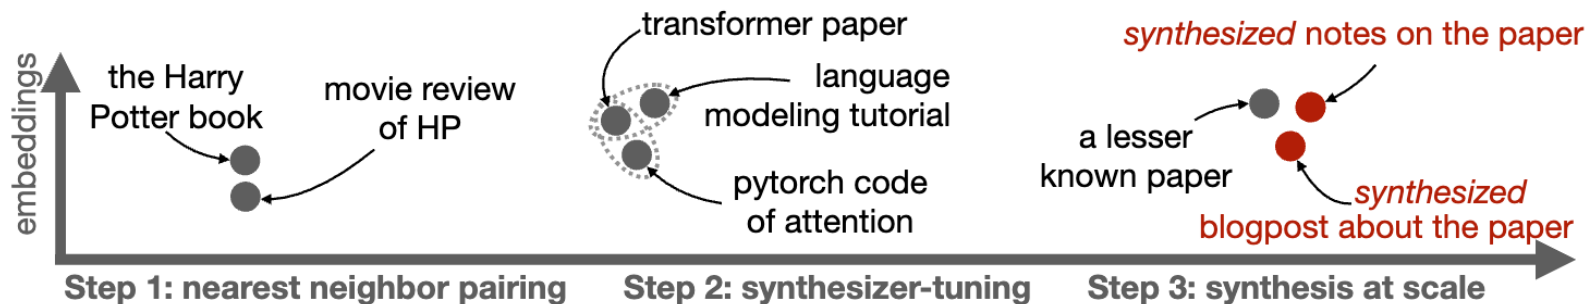 embeddings
the Harry
Potter book
movie review
of HP
transformer paper
language
modeling tutorial
pytorch code
of attention
synthesized notes on the paper
a lesser
known paper
synthesized
blogpost about the paper
Step 1: nearest neighbor pairing
Step 2: synthesizer-tuning
Step 3: synthesis at scale